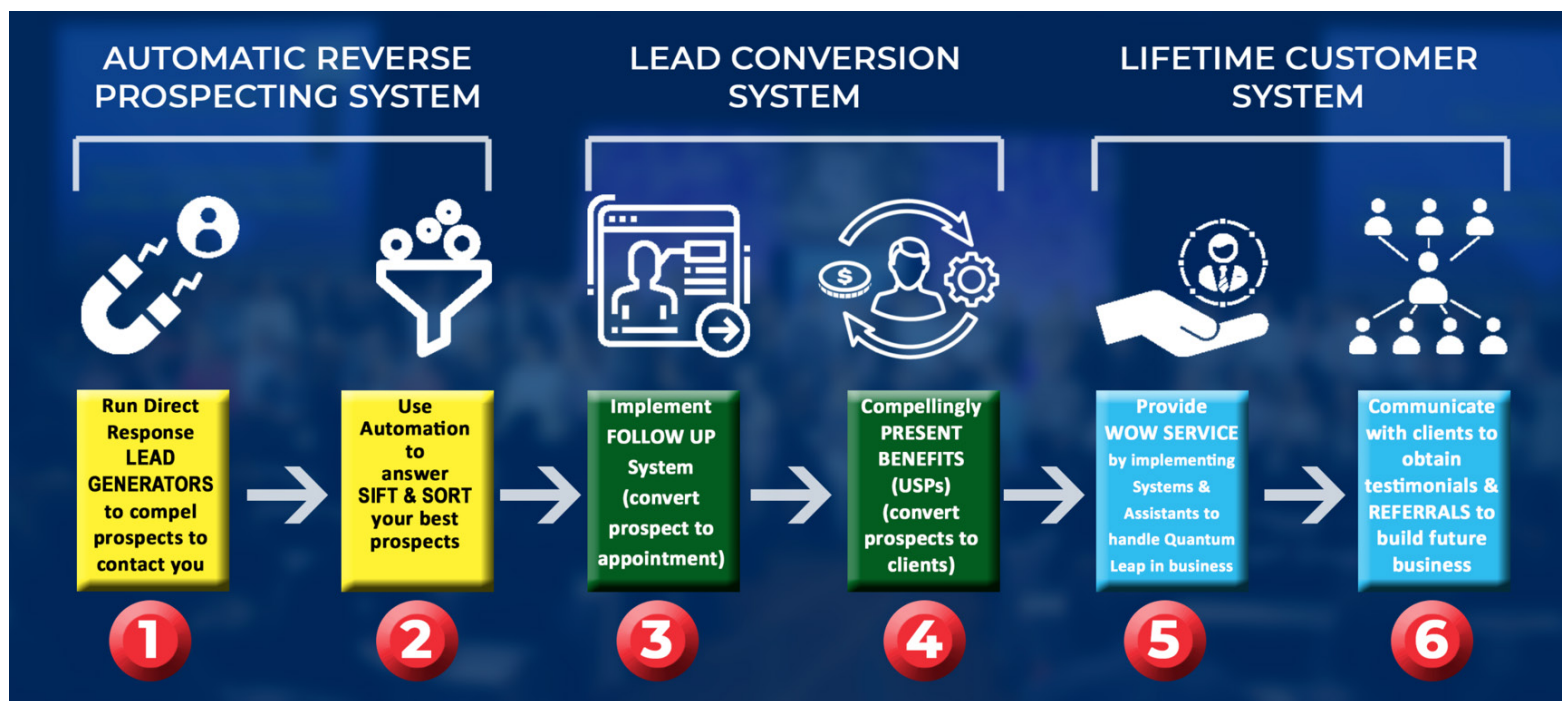 AUTOMATIC REVERSE
PROSPECTING SYSTEM
LEAD CONVERSION
SYSTEM
LIFETIME CUSTOMER
SYSTEM
$
Run Direct
Response
LEAD
GENERATORS
to compel
prospects to
contact you
Use
Automation
to
answer
SIFT & SORT
your best
prospects
Implement
FOLLOW UP
System
(convert
prospect to
appointment)
Compellingly
PRESENT
BENEFITS
(USPs)
(convert
prospects to
clients)
Provide
WOW SERVICE
by implementing
Systems &
Assistants to
handle Quantum
Leap in business
Communicate
with clients to
obtain
testimonials &
REFERRALS to
build future
business
1
2
3
4
5
6